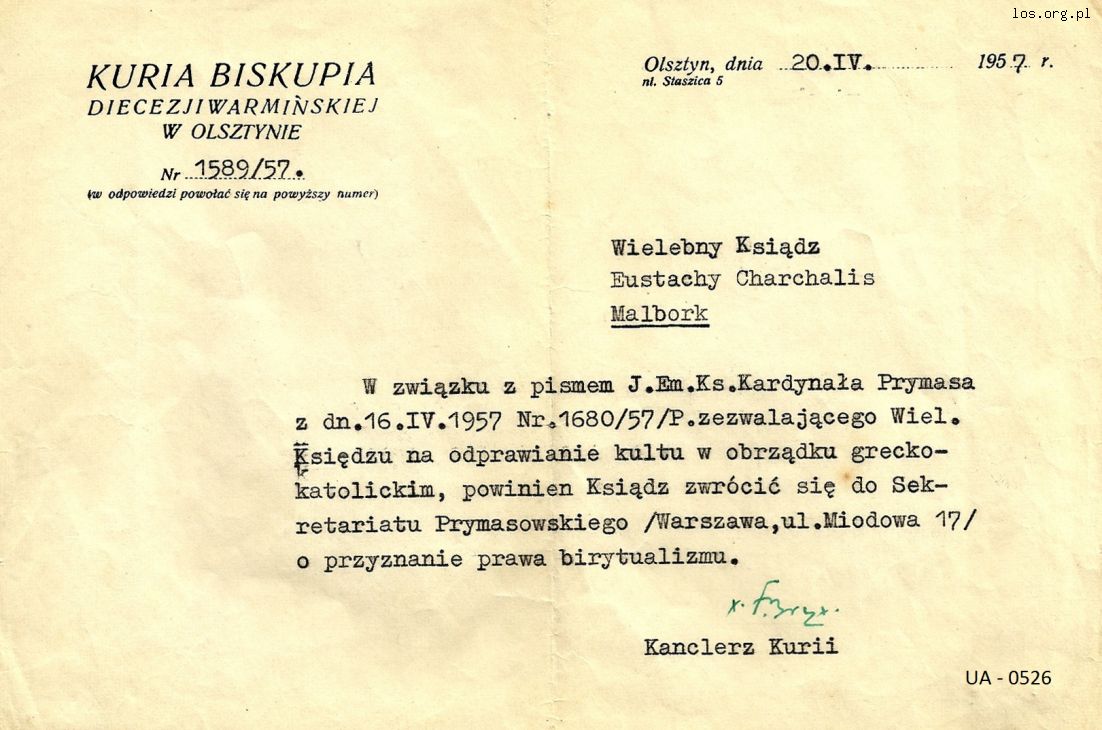 los.org.pl
KURIA BISKUPIA
DIECEZJI WARMIŃSKIEJ
W OLSZTYNIE
Nr 1589/57.
(w odpowiedzi powołać się na powyższy numer)
Olsztyn, dnia 20.IV. 1957 r.
nl. Staszica 5
Wielebny Ksiądz
Eustachy Charchalis
Malbork
W związku z pismem J.Em.Ks.Kardynała Prymasa
z dn.16.IV.1957 Nr.1680/57/P.zezwalającego Wiel.
Księdzu na odprawianie kultu w obrządku grecko-
katolickim, powinien Ksiądz zwrócić się do Sek-
retariatu Prymasowskiego /Warszawa,ul.Miodowa 17/
o przyznanie prawa birytualizmu.
Kanclerz Kurii
UA - 0526